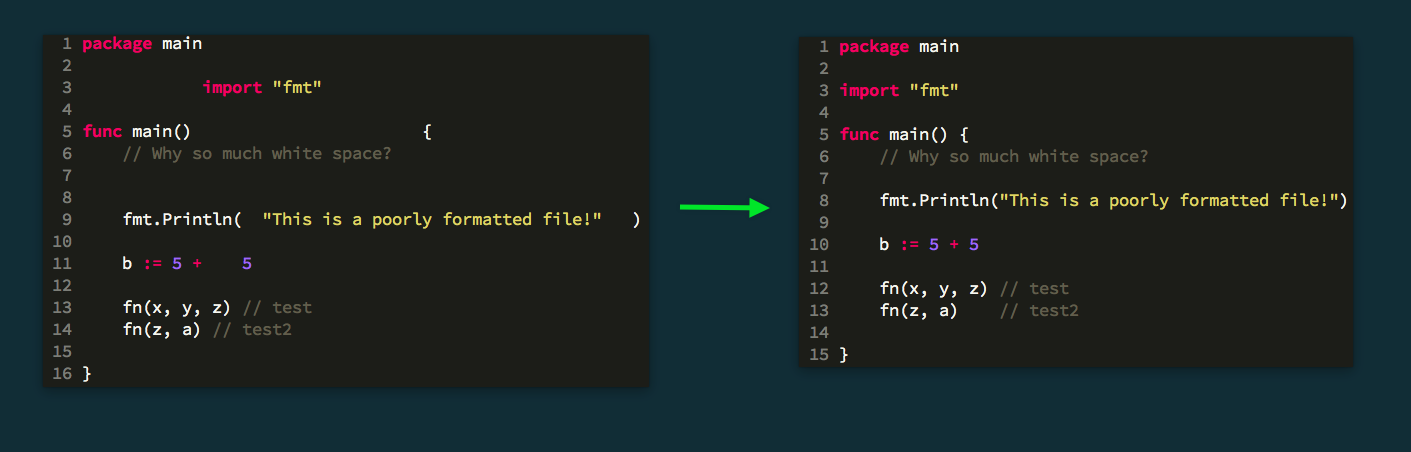 1 package main
2
3             import "fmt"
4
5 func main()                       {
6     // Why so much white space?
7
8
9     fmt.Println(  "This is a poorly formatted file!"   )
10
11     b := 5 +    5
12
13     fn(x, y, z) // test
14     fn(z, a) // test2
15
16 }
1 package main
2
3 import "fmt"
4
5 func main() {
6     // Why so much white space?
7
8     fmt.Println("This is a poorly formatted file!")
9
10     b := 5 + 5
11
12     fn(x, y, z) // test
13     fn(z, a)    // test2
14
15 }